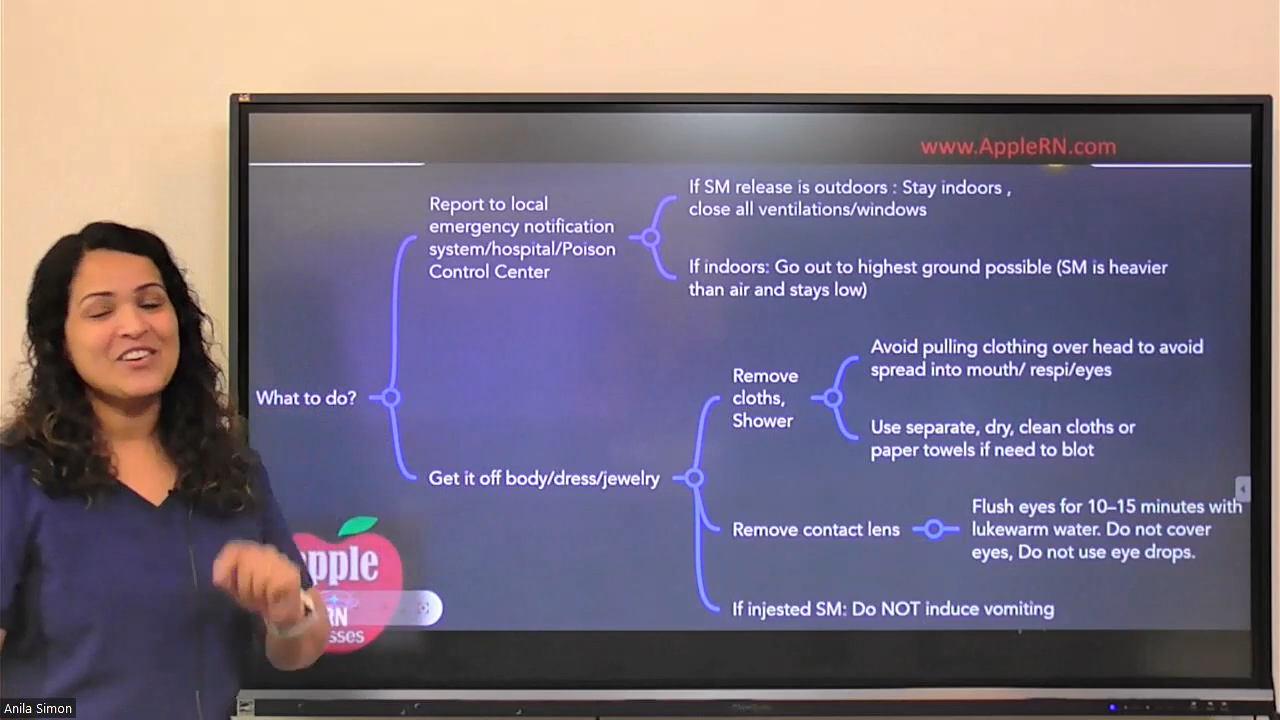 www.AppleRN.com
If SM release is outdoors : Stay indoors ,
close all ventilations/windows
Report to local
emergency notification
system/hospital/Poison
Control Center
If indoors: Go out to highest ground possible (SM is heavier
than air and stays low)
Avoid pulling clothing over head to avoid
spread into mouth/ respi/eyes
Remove
cloths,
Shower
What to do?
Use separate, dry, clean cloths or
paper towels if need to blot
Get it off body/dress/jewelry
Flush eyes for 10–15 minutes with
lukewarm water. Do not cover
eyes, Do not use eye drops.
Remove contact lens
If injested SM: Do NOT induce vomiting
apple
RN
sses
Anila Simon